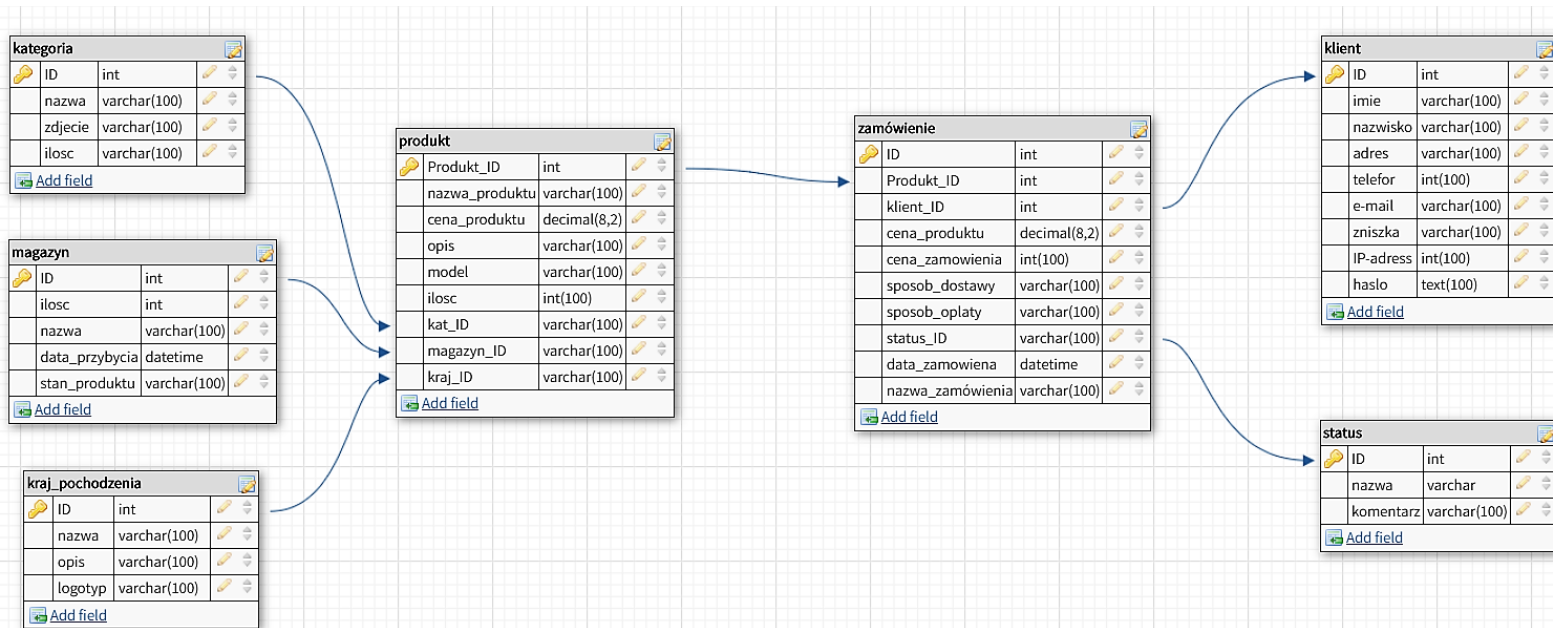 kategoria
ID int
nazwa varchar(100)
zdjecie varchar(100)
ilosc varchar(100)
Add field
magazyn
ID int
ilosc int
nazwa varchar(100)
data_przybycia datetime
stan_produktu varchar(100)
Add field
kraj_pochodzenia
ID int
nazwa varchar(100)
opis varchar(100)
logotyp varchar(100)
Add field
produkt
Produkt_ID int
nazwa_produktu varchar(100)
cena_produktu decimal(8,2)
opis varchar(100)
model varchar(100)
ilosc int(100)
kat_ID varchar(100)
magazyn_ID varchar(100)
kraj_ID varchar(100)
Add field
zamówienie
ID int
Produkt_ID int
klient_ID int
cena_produktu decimal(8,2)
cena_zamowienia int(100)
sposob_dostawy varchar(100)
sposob_oplaty varchar(100)
status_ID varchar(100)
data_zamowiena datetime
nazwa_zamówienia varchar(100)
Add field
klient
ID int
imie varchar(100)
nazwisko varchar(100)
adres varchar(100)
telefor int(100)
e-mail varchar(100)
zniszka varchar(100)
IP-adress int(100)
haslo text(100)
Add field
status
ID int
nazwa varchar
komentarz varchar(100)
Add field